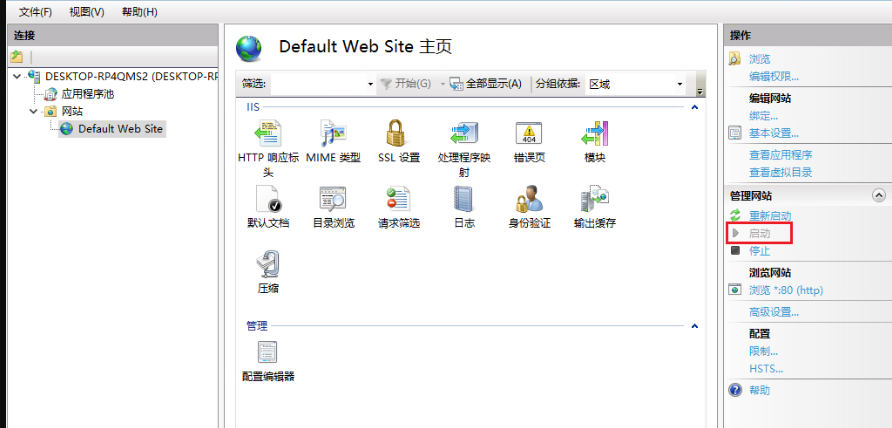 文件(F) 视图(V) 帮助(H)
连接
DESKTOP-RP4QMS2 (DESKTOP-RP
应用程序池
网站
Default Web Site
Default Web Site 主页
筛选: 开始(G) 全部显示(A) 分组依据: 区域
IIS
HTTP 响应标头 MIME 类型 SSL 设置 处理程序映射 错误页 模块
默认文档 目录浏览 请求筛选 日志 身份验证 输出缓存
404
压缩
管理
配置编辑器
操作
浏览
编辑权限...
编辑网站
绑定...
基本设置...
查看应用程序
查看虚拟目录
管理网站
重新启动
启动
停止
浏览网站
浏览 *:80 (http)
高级设置...
配置
限制...
HSTS...
帮助